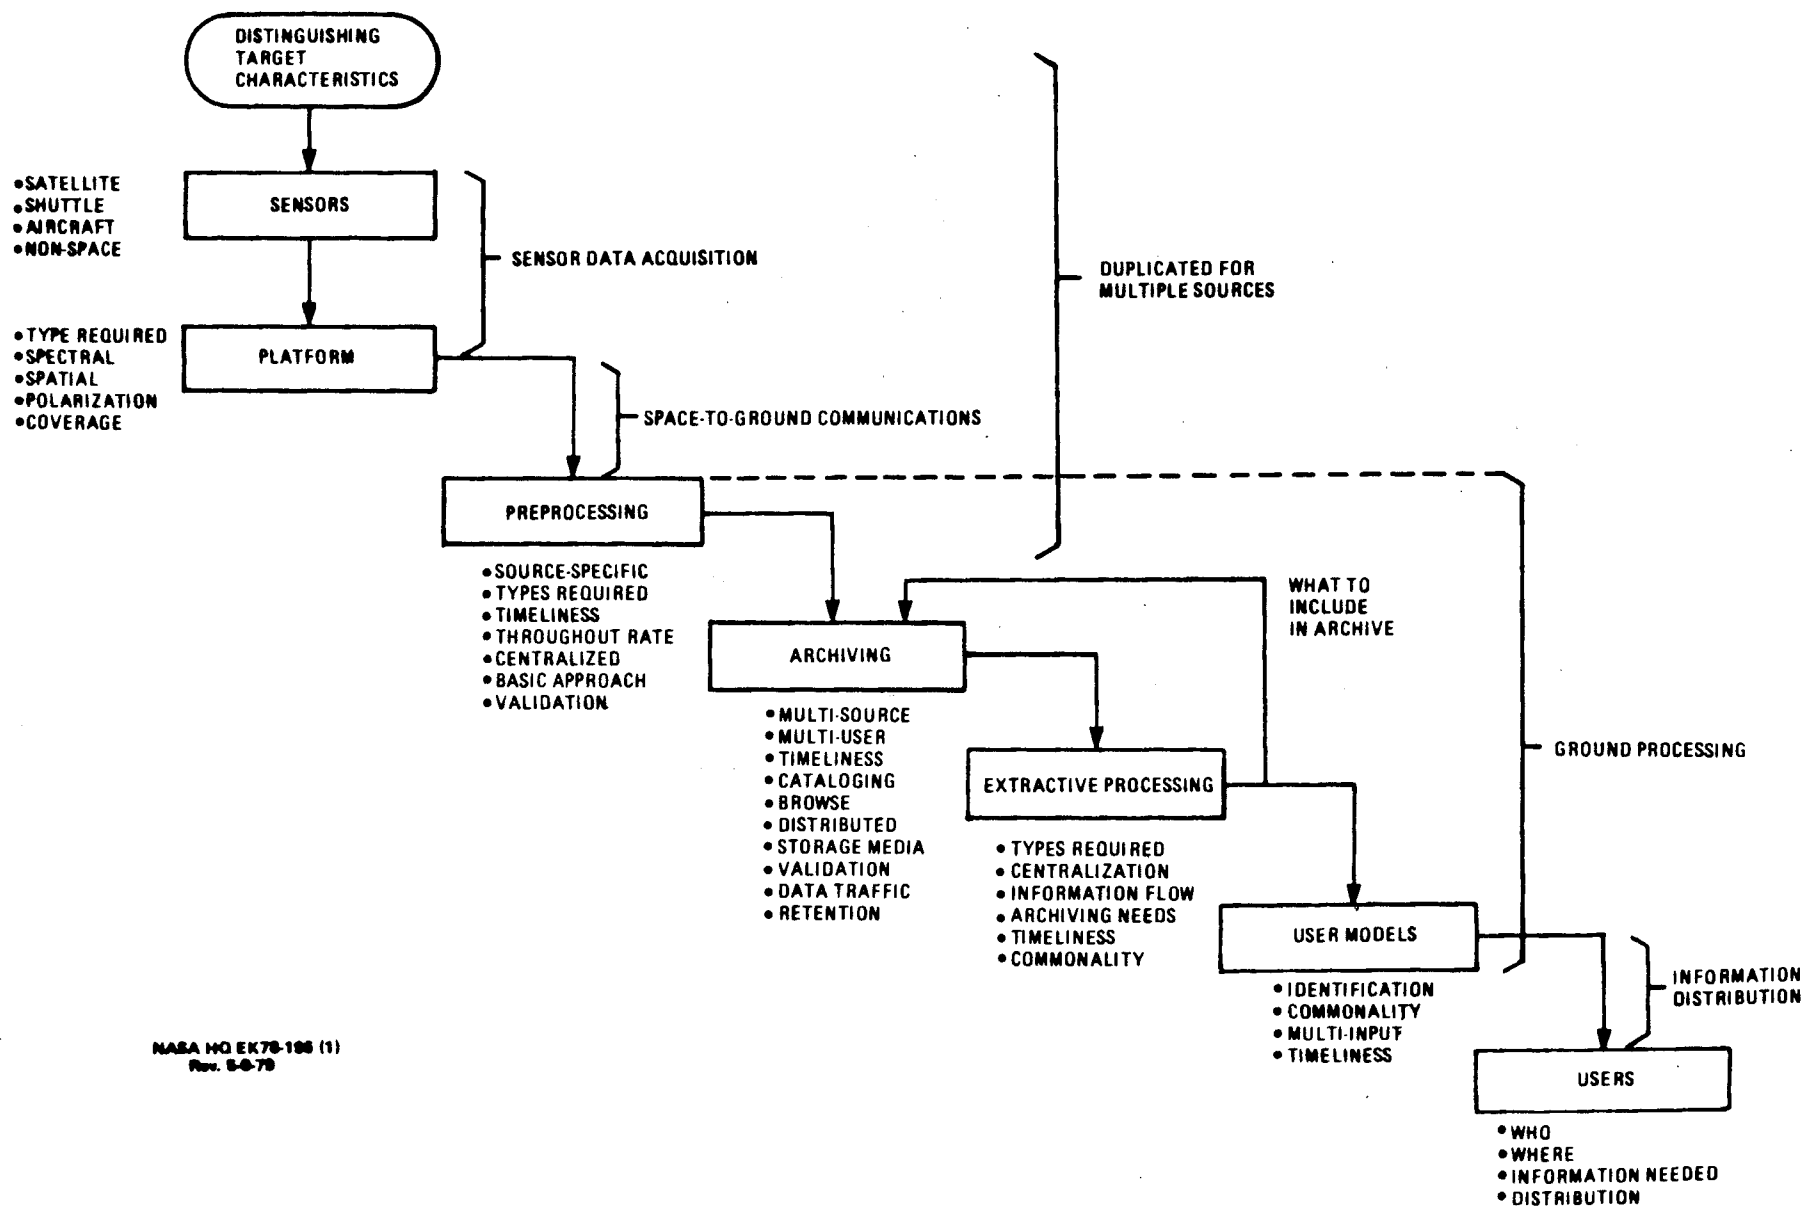 DISTINGUISHING
TARGET
CHARACTERISTICS
•SATELLITE
•SHUTTLE
•AIRCRAFT
•NON-SPACE
SENSORS
SENSOR DATA ACQUISITION
DUPLICATED FOR
MULTIPLE SOURCES
•TYPE REQUIRED
•SPECTRAL
•SPATIAL
•POLARIZATION
•COVERAGE
PLATFORM
SPACE-TO-GROUND COMMUNICATIONS
PREPROCESSING
•SOURCE-SPECIFIC
•TYPES REQUIRED
•TIMELINESS
•THROUGHOUT RATE
•CENTRALIZED
•BASIC APPROACH
•VALIDATION
WHAT TO
INCLUDE
IN ARCHIVE
ARCHIVING
•MULTI-SOURCE
•MULTI-USER
•TIMELINESS
•CATALOGING
•BROWSE
•DISTRIBUTED
•STORAGE MEDIA
•VALIDATION
•DATA TRAFFIC
•RETENTION
GROUND PROCESSING
EXTRACTIVE PROCESSING
•TYPES REQUIRED
•CENTRALIZATION
•INFORMATION FLOW
•ARCHIVING NEEDS
•TIMELINESS
•COMMONALITY
USER MODELS
•IDENTIFICATION
•COMMONALITY
•MULTI-INPUT
•TIMELINESS
INFORMATION
DISTRIBUTION
USERS
•WHO
•WHERE
•INFORMATION NEEDED
•DISTRIBUTION
NASA HQ (1)
Rev.